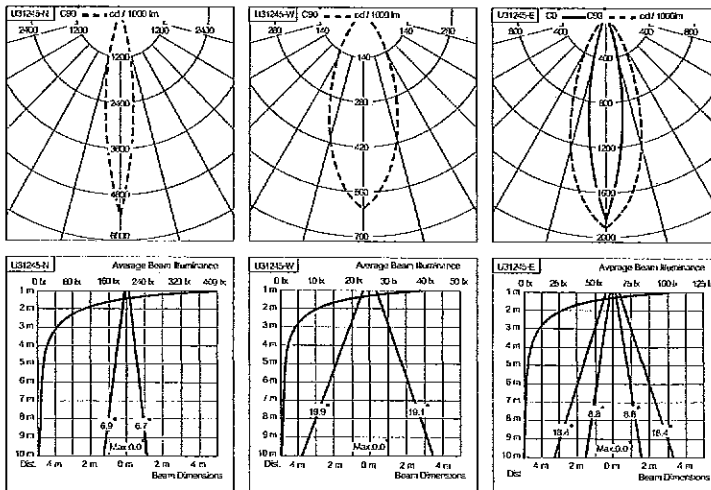 U31245-N C90 cd / 1000 lm
2400 1200 1200 2400
2400
3600
4800
6000
U31245-W C90 cd / 1000 lm
280 140 140 280
280
420
560
700
U31245-E C0 C90 cd / 1000lm
800 400 400 800
800
1200
1600
2000
U31245-N Average Beam Illuminance
0 lx 80 lx 160 lx 240 lx 320 lx 400 lx
1 m
2 m
3 m
4 m
5 m
6 m
7 m
8 m
9 m
10 m
6.9° 6.7°
Max:0.0°
Dist. 4 m 2 m 0 m 2 m 4 m
Beam Dimensions
U31245-W Average Beam Illuminance
0 lx 10 lx 20 lx 30 lx 40 lx 50 lx
1 m
2 m
3 m
4 m
5 m
6 m
7 m
8 m
9 m
10 m
19.9° 19.1°
Max:0.0°
Dist. 4 m 2 m 0 m 2 m 4 m
Beam Dimensions
U31245-E Average Beam Illuminance
0 lx 25 lx 50 lx 75 lx 100 lx 125 lx
1 m
2 m
3 m
4 m
5 m
6 m
7 m
8 m
9 m
10 m
18.4° 8.8° 8.8° 18.4°
Max:0.0°
Dist. 4 m 2 m 0 m 2 m 4 m
Beam Dimensions